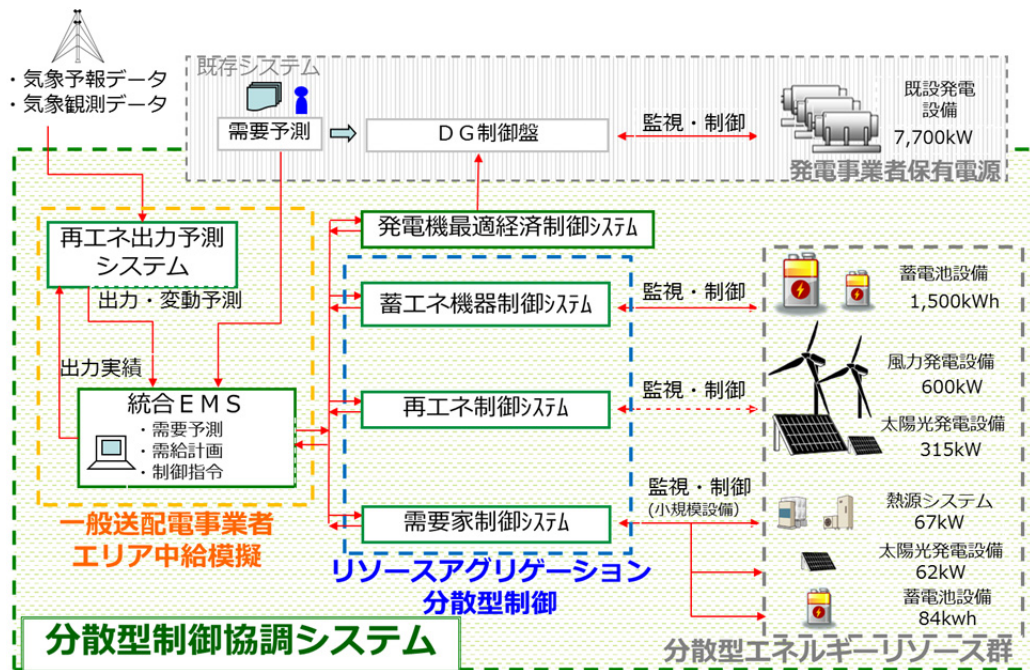 ・気象予報データ
・気象観測データ
既存システム
需要予測
DG制御盤
監視・制御
既設発電
設備
7,700kW
発電事業者保有電源
再エネ出力予測
システム
出力・変動予測
出力実績
統合EMS
・需要予測
・需給計画
・制御指令
一般送配電事業者
エリア中給模擬
発電機最適経済制御ｼｽﾃﾑ
蓄エネ機器制御ｼｽﾃﾑ
監視・制御
蓄電池設備
1,500kWh
再エネ制御ｼｽﾃﾑ
監視・制御
風力発電設備
600kW
太陽光発電設備
315kW
需要家制御ｼｽﾃﾑ
監視・制御
(小規模設備)
熱源システム
67kW
太陽光発電設備
62kW
蓄電池設備
84kwh
リソースアグリゲーション
分散型制御
分散型制御協調システム
分散型エネルギーリソース群